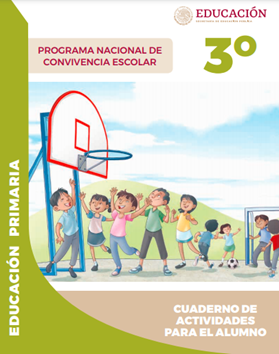 EDUCACIÓN
PROGRAMA NACIONAL DE
CONVIVENCIA ESCOLAR
3º
EDUCACIÓN PRIMARIA
CUADERNO DE
ACTIVIDADES
PARA EL ALUMNO